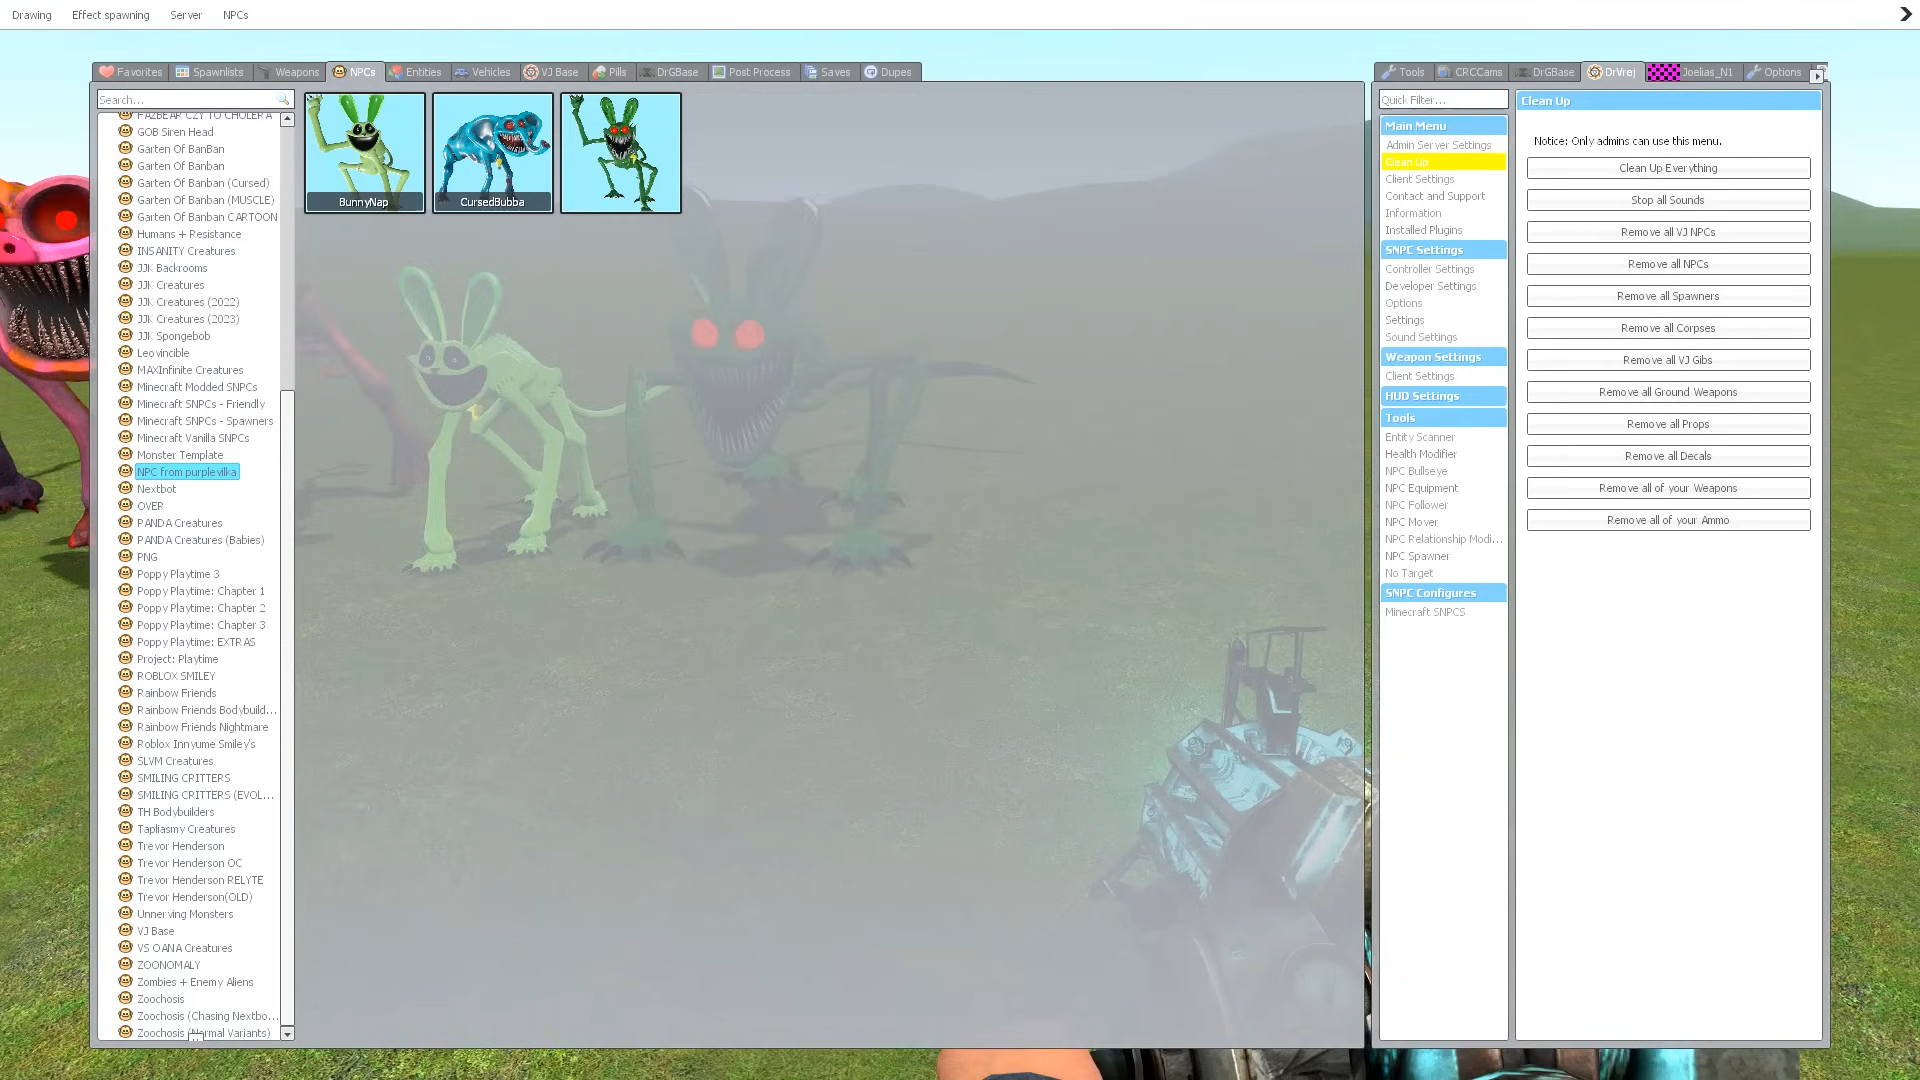 Drawing Effect spawning Server NPCs
Favorites Spawnlists Weapons NPCs Entities Vehicles VJ Base Pills DrGBase Post Process Saves Dupes
Search...
FAZBEAR CZY TO CHOLERA
GOB Siren Head
Garten Of BanBan
Garten Of Banban
Garten Of Banban (Cursed)
Garten Of Banban (MUSCLE)
Garten Of Banban CARTOON
Humans + Resistance
INSANITY Creatures
JJK Backrooms
JJK Creatures
JJK Creatures (2022)
JJK Creatures (2023)
JJK Spongebob
Leovincible
MAXInfinite Creatures
Minecraft Modded SNPCs
Minecraft SNPCs - Friendly
Minecraft SNPCs - Spawners
Minecraft Vanilla SNPCs
Monster Template
NPC from purplevilka
Nextbot
OVER
PANDA Creatures
PANDA Creatures (Babies)
PNG
Poppy Playtime 3
Poppy Playtime: Chapter 1
Poppy Playtime: Chapter 2
Poppy Playtime: Chapter 3
Poppy Playtime: EXTRAS
Project: Playtime
ROBLOX SMILEY
Rainbow Friends
Rainbow Friends Bodybuild...
Rainbow Friends Nightmare
Roblox Innyume Smiley's
SLVM Creatures
SMILING CRITTERS
SMILING CRITTERS (EVOL...
TH Bodybuilders
Tapliasmy Creatures
Trevor Henderson
Trevor Henderson OC
Trevor Henderson RELYTE
Trevor Henderson(OLD)
Unnerving Monsters
VJ Base
VS OANA Creatures
ZOONOMALY
Zombies + Enemy Aliens
Zoochosis
Zoochosis (Chasing Nextbo...
Zoochosis (Normal Variants)
BunnyNap
CursedBubba
Tools CRCCams DrGBase DrVrej Joelias_N1 Options
Quick Filter...
Main Menu
Admin Server Settings
Clean Up
Client Settings
Contact and Support
Information
Installed Plugins
SNPC Settings
Controller Settings
Developer Settings
Options
Settings
Sound Settings
Weapon Settings
Client Settings
HUD Settings
Tools
Entity Scanner
Health Modifier
NPC Bullseye
NPC Equipment
NPC Follower
NPC Mover
NPC Relationship Modi...
NPC Spawner
No Target
SNPC Configures
Minecraft SNPCS
Clean Up
Notice: Only admins can use this menu.
Clean Up Everything
Stop all Sounds
Remove all VJ NPCs
Remove all NPCs
Remove all Spawners
Remove all Corpses
Remove all VJ Gibs
Remove all Ground Weapons
Remove all Props
Remove all Decals
Remove all of your Weapons
Remove all of your Ammo